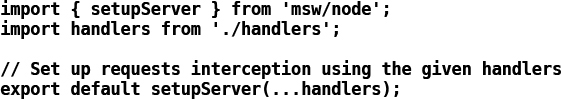 import { setupServer } from 'msw/node';
import handlers from './handlers';

// Set up requests interception using the given handlers
export default setupServer(...handlers);